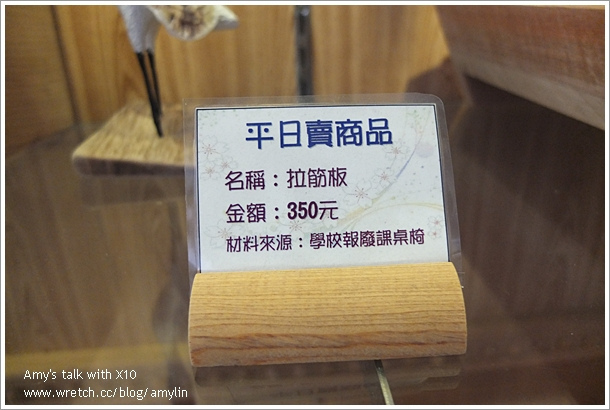 平日賣商品
名稱：拉筋板
金額：350元
材料來源：學校報廢課桌椅
Amy's talk with X10
www.wretch.cc/blog/amylin